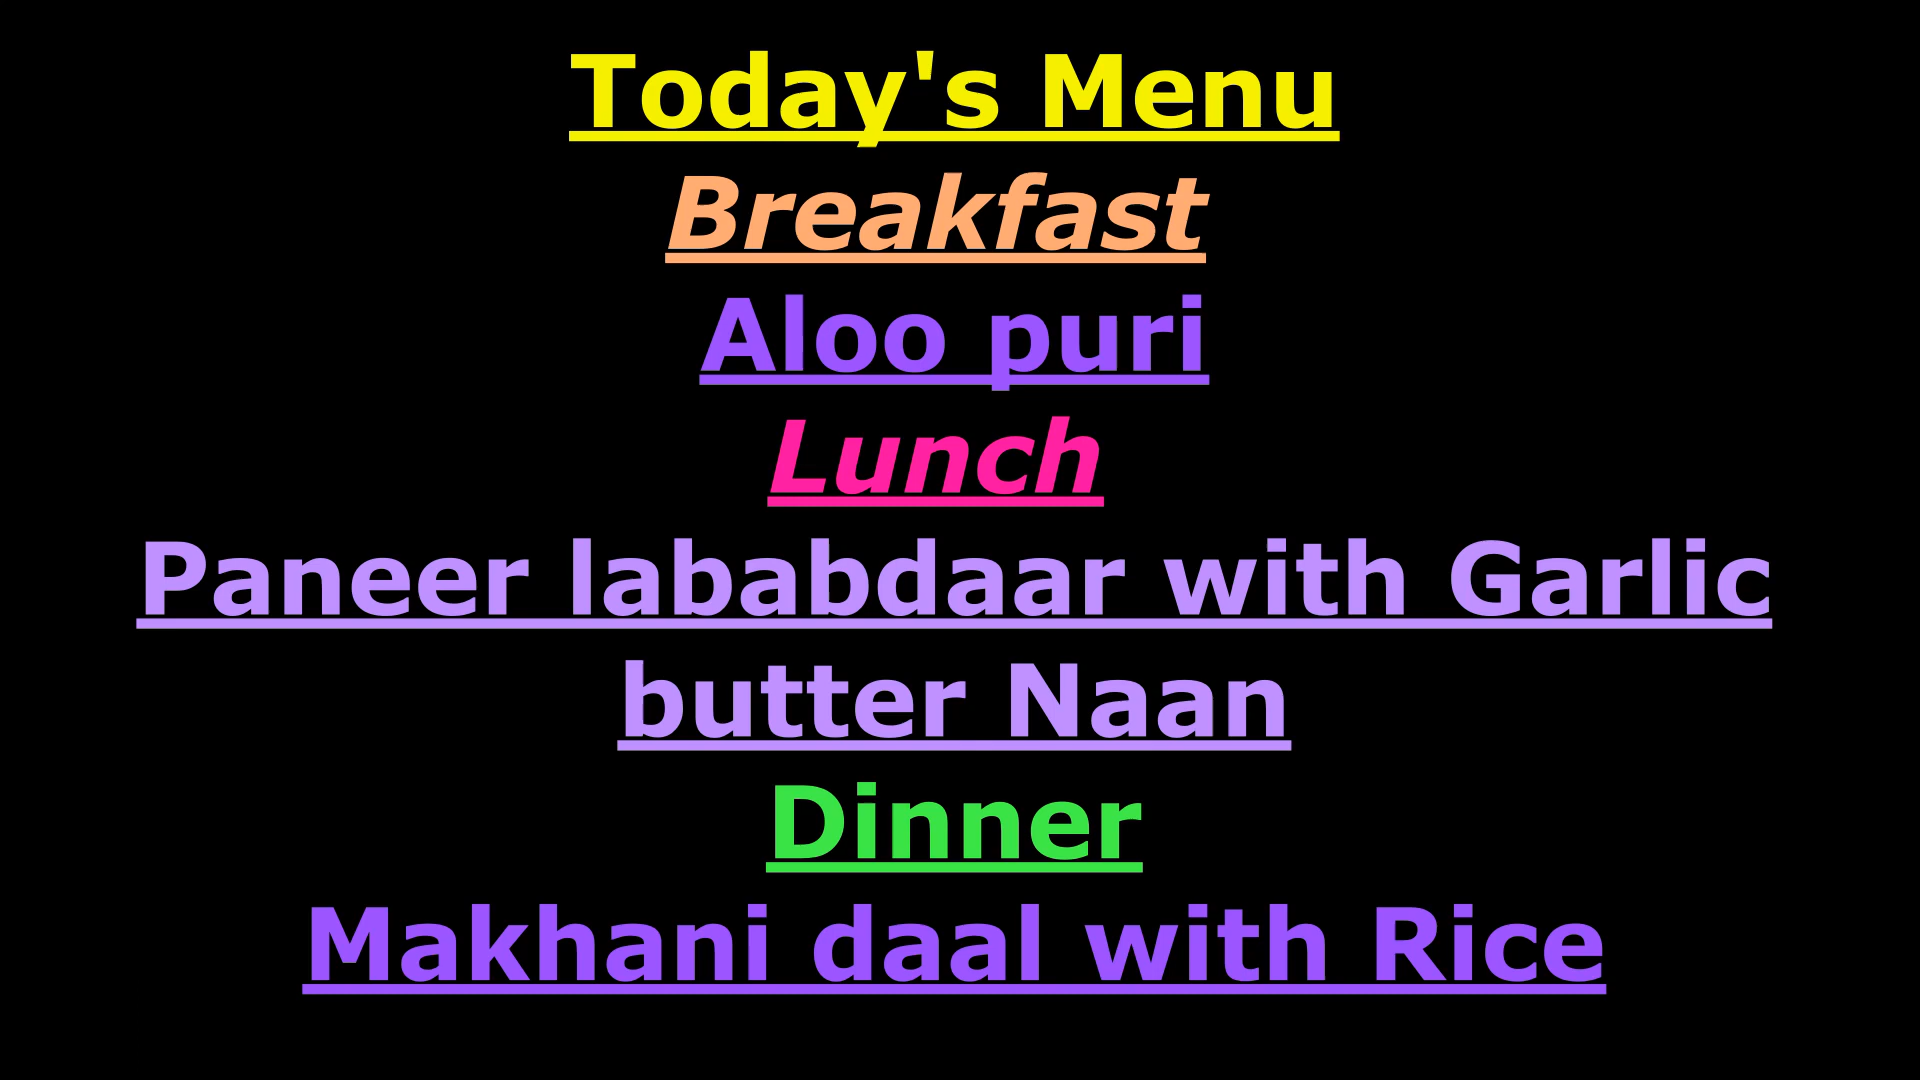 Today's Menu
Breakfast
Aloo puri
Lunch
Paneer lababdaar with Garlic
butter Naan
Dinner
Makhani daal with Rice